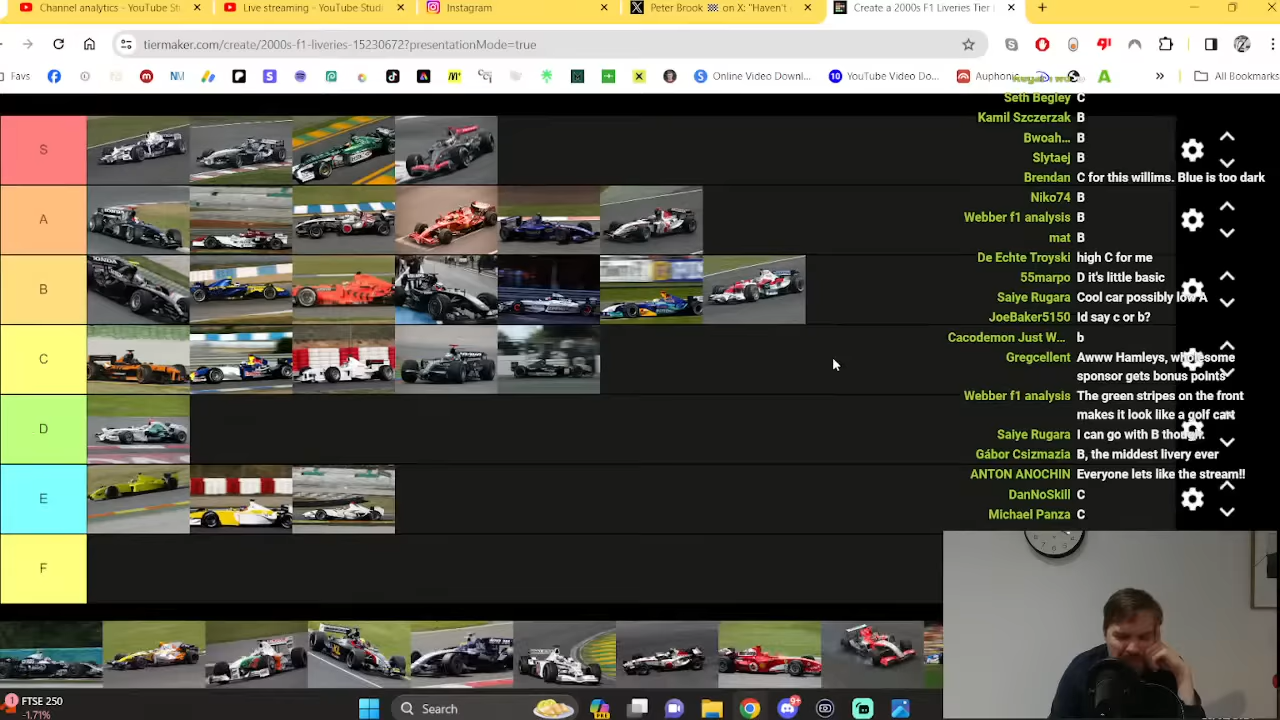 Channel analytics - YouTube St
Live streaming - YouTube Studi
Instagram
Peter Brook on X: "Haven't
Create a 2000s F1 Liveries Tier
tiermaker.com/create/2000s-f1-liveries-15230672?presentationMode=true
Favs
Online Video Downl...
YouTube Video Do...
Auphonic
All Bookmarks
Seth Begley C
Kamil Szczerzak B
Bwoah... B
Slytaej B
Brendan C for this willims. Blue is too dark
Niko74 B
Webber f1 analysis B
mat B
De Echte Troyski high C for me
55marpo D it's little basic
Saiye Rugara Cool car possibly low A
JoeBaker5150 Id say c or b?
Cacodemon Just W... b
Gregcellent Awww Hamleys, wholesome
sponsor gets bonus points
Webber f1 analysis The green stripes on the front
makes it look like a golf cart
Saiye Rugara I can go with B though.
Gábor Csizmazia B, the middest livery ever
ANTON ANOCHIN Everyone lets like the stream!!
DanNoSkill C
Michael Panza C
S
A
B
C
D
E
F
FTSE 250
-1.71%
Search